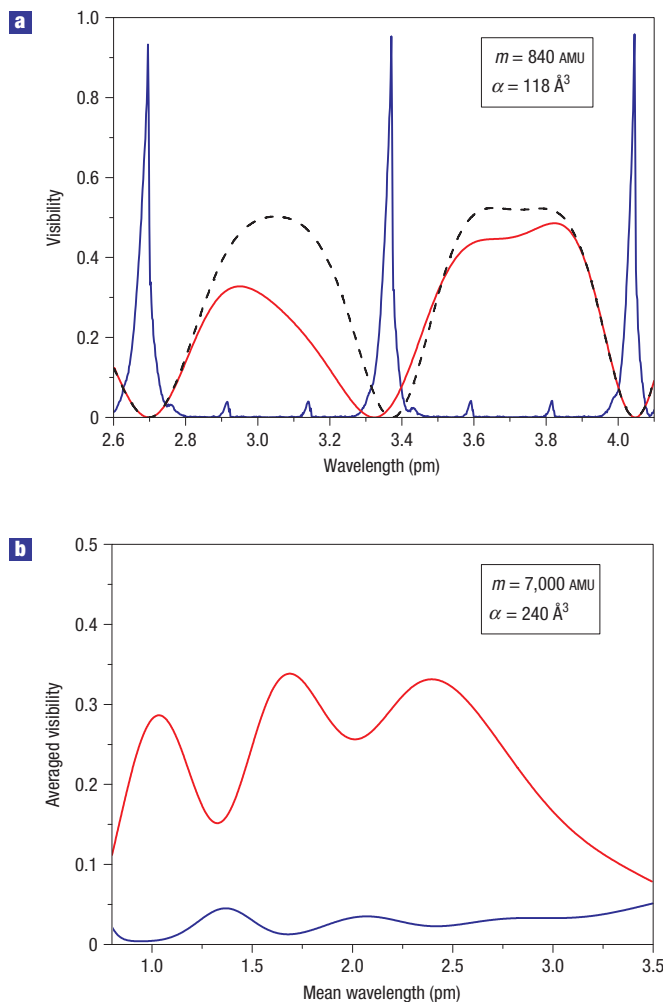 a
m = 840 AMU
α = 118 Å³
Visibility
1.0
0.8
0.6
0.4
0.2
0
2.6 2.8 3.0 3.2 3.4 3.6 3.8 4.0
Wavelength (pm)
b
m = 7,000 AMU
α = 240 Å³
Averaged visibility
0.5
0.4
0.3
0.2
0.1
0
1.0 1.5 2.0 2.5 3.0 3.5
Mean wavelength (pm)